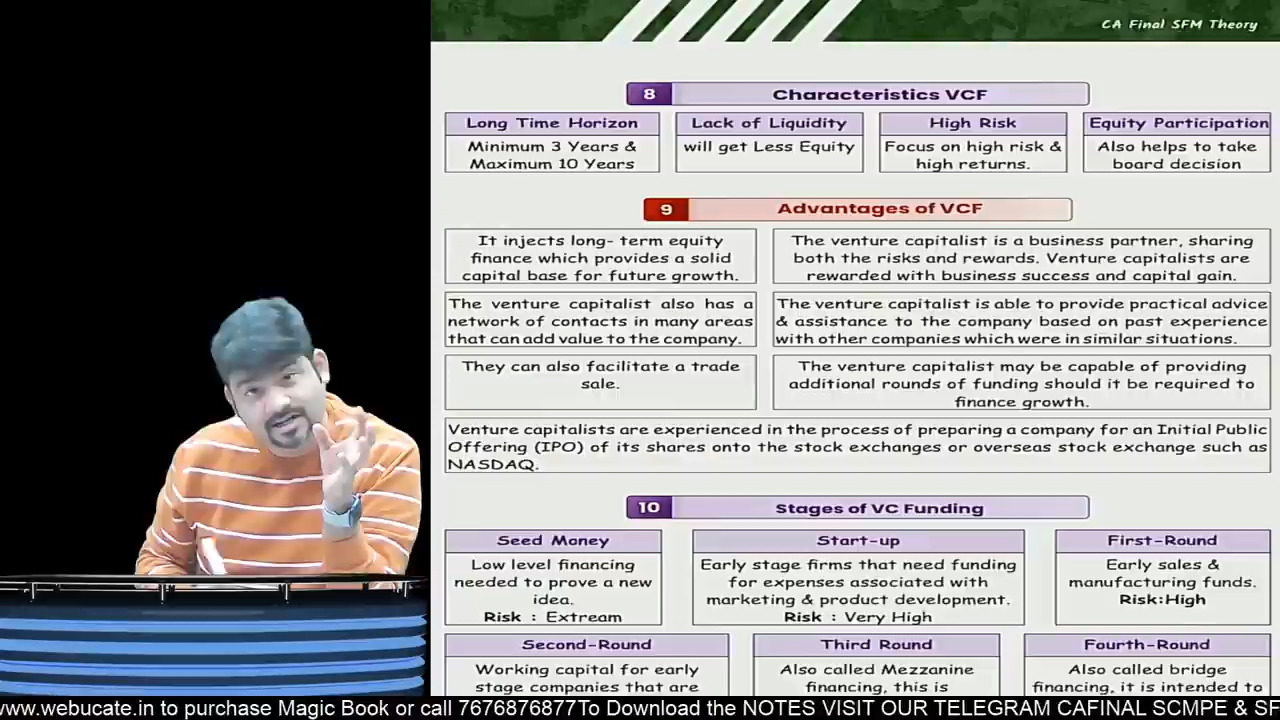 CA Final SFM Theory
8 Characteristics VCF
Long Time Horizon
Minimum 3 Years &
Maximum 10 Years
Lack of Liquidity
will get Less Equity
High Risk
Focus on high risk &
high returns.
Equity Participation
Also helps to take
board decision
9 Advantages of VCF
It injects long- term equity
finance which provides a solid
capital base for future growth.
The venture capitalist is a business partner, sharing
both the risks and rewards. Venture capitalists are
rewarded with business success and capital gain.
The venture capitalist also has a
network of contacts in many areas
that can add value to the company.
The venture capitalist is able to provide practical advice
& assistance to the company based on past experience
with other companies which were in similar situations.
They can also facilitate a trade
sale.
The venture capitalist may be capable of providing
additional rounds of funding should it be required to
finance growth.
Venture capitalists are experienced in the process of preparing a company for an Initial Public
Offering (IPO) of its shares onto the stock exchanges or overseas stock exchange such as
NASDAQ.
10 Stages of VC Funding
Seed Money
Low level financing
needed to prove a new
idea.
Risk : Extream
Start-up
Early stage firms that need funding
for expenses associated with
marketing & product development.
Risk : Very High
First-Round
Early sales &
manufacturing funds.
Risk:High
Second-Round
Working capital for early
stage companies that are
Third Round
Also called Mezzanine
financing, this is
Fourth-Round
Also called bridge
financing, it is intended to
www.webucate.in to purchase Magic Book or call 7676876877To Download the NOTES VISIT OUR TELEGRAM CAFINAL SCMPE & SF